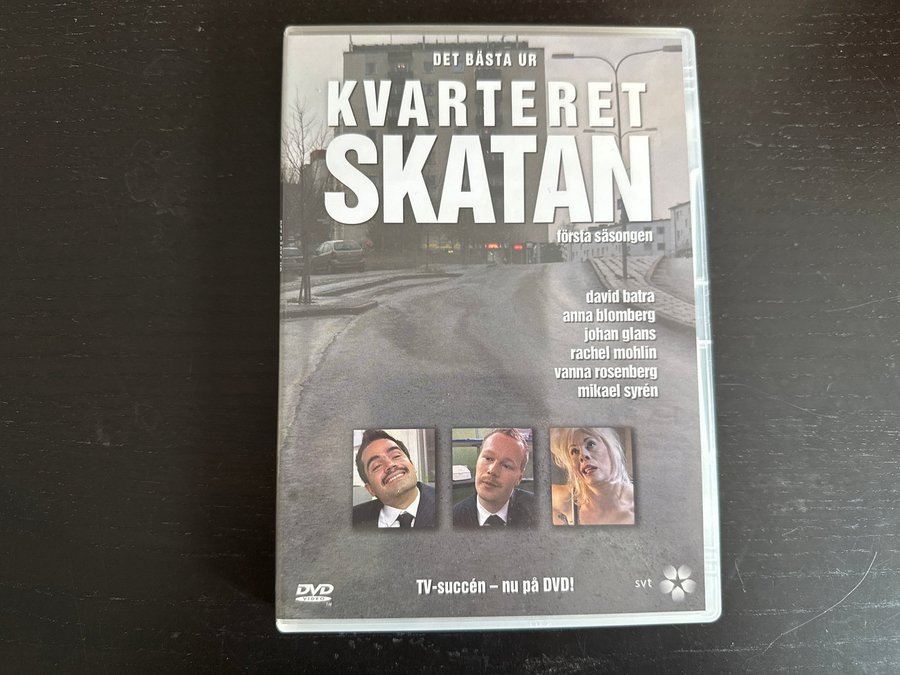 DET BÄSTA UR
KVARTERET
SKATAN
första säsongen
david batra
anna blomberg
johan glans
rachel mohlin
vanna rosenberg
mikael syrén
TV-succén – nu på DVD!
DVD
VIDEO
TM
svt